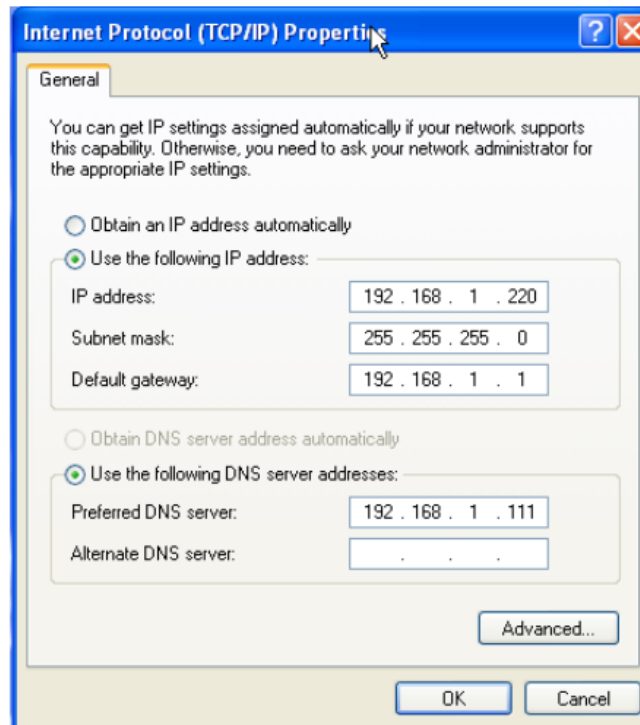 Internet Protocol (TCP/IP) Properties
General
You can get IP settings assigned automatically if your network supports
this capability. Otherwise, you need to ask your network administrator for
the appropriate IP settings.
Obtain an IP address automatically
Use the following IP address:
IP address: 192 . 168 . 1 . 220
Subnet mask: 255 . 255 . 255 . 0
Default gateway: 192 . 168 . 1 . 1
Obtain DNS server address automatically
Use the following DNS server addresses:
Preferred DNS server: 192 . 168 . 1 . 111
Alternate DNS server: . . .
Advanced...
OK Cancel